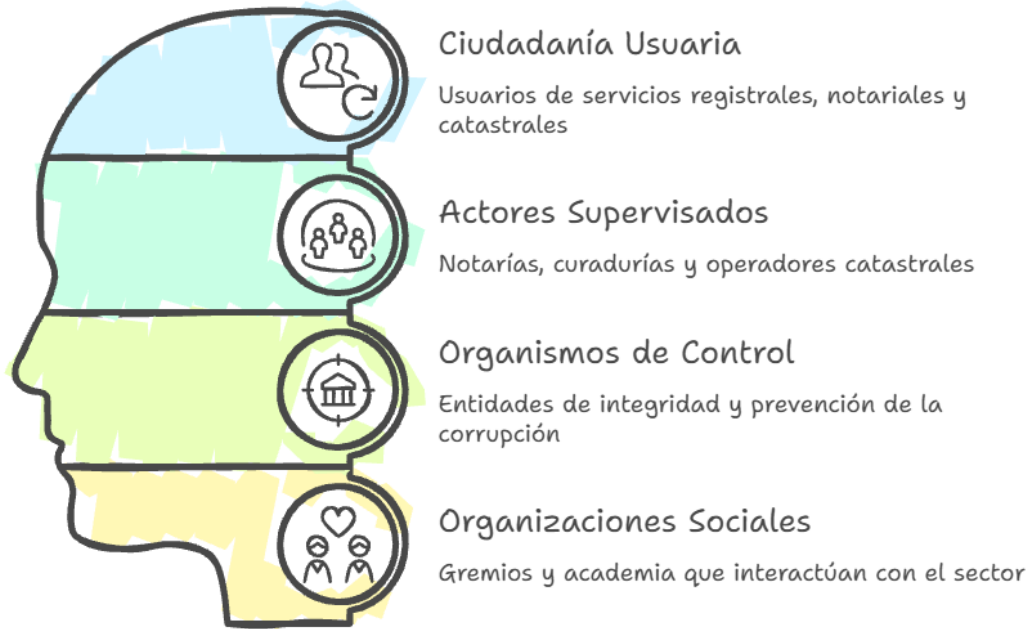 Ciudadanía Usuaria
Usuarios de servicios registrales, notariales y
catastrales
Actores Supervisados
Notarías, curadurías y operadores catastrales
Organismos de Control
Entidades de integridad y prevención de la
corrupción
Organizaciones Sociales
Gremios y academia que interactúan con el sector